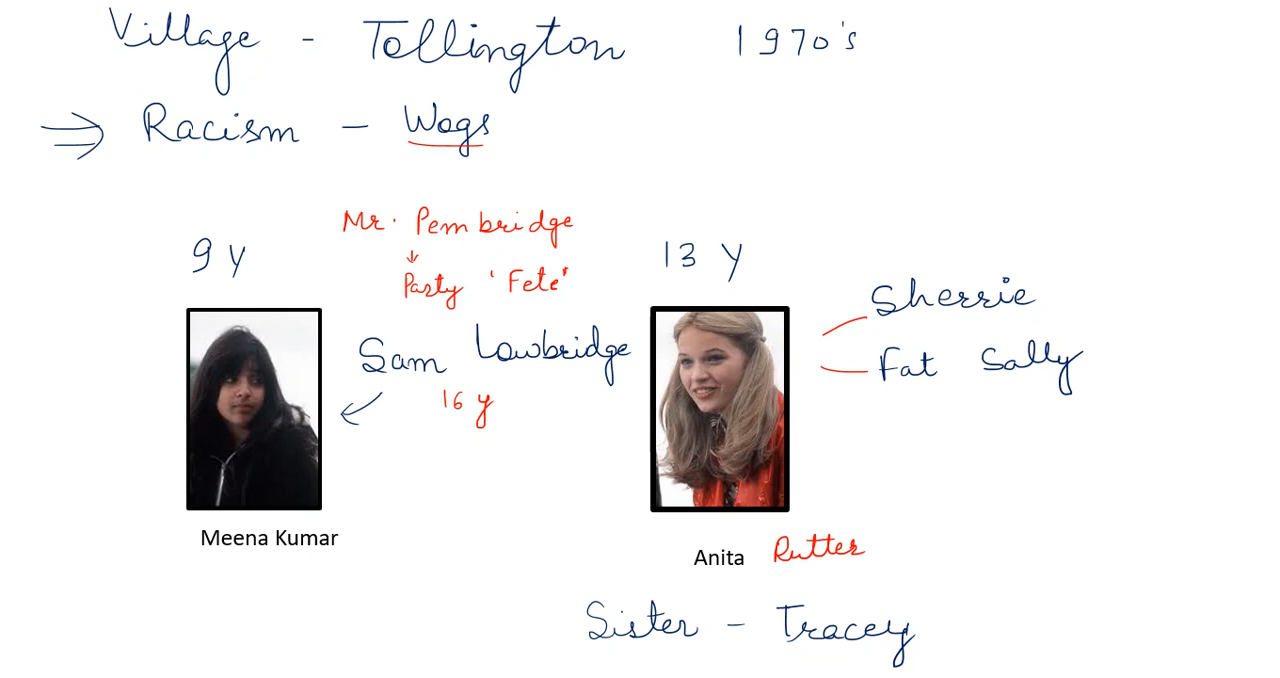 Village - Tollington 1970's
⇒ Racism - Wogs
Mr. Pembridge
9 y
13 y
↓
Party 'Fete'
Sherrie
Sam Lowbridge
Fat Sally
16 y
Meena Kumar
Anita Rutter
Sister - Tracey